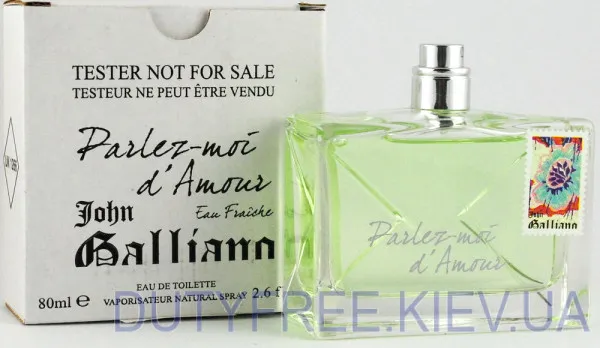 TESTER NOT FOR SALE
TESTEUR NE PEUT ÊTRE VENDU
Parlez-moi
d'Amour
Eau Fraîche
John
Galliano
EAU DE TOILETTE
80ml e VAPORISATEUR NATURAL SPRAY 2.6 f
Parlez-moi
d'Amour
John
Galliano
DUTYFREE.KIEV.UA